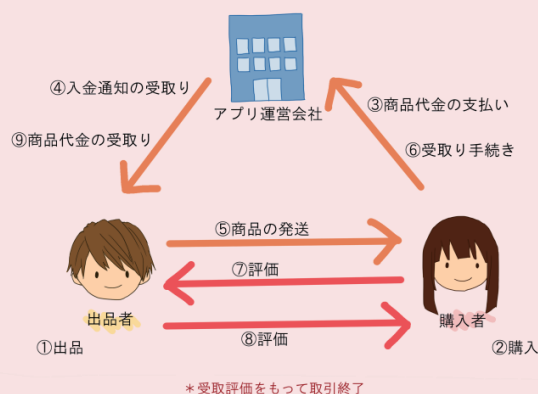 アプリ運営会社
④入金通知の受取り
⑨商品代金の受取り
③商品代金の支払い
⑥受取り手続き
⑤商品の発送
⑦評価
⑧評価
出品者
①出品
購入者
②購入
＊受取評価をもって取引終了